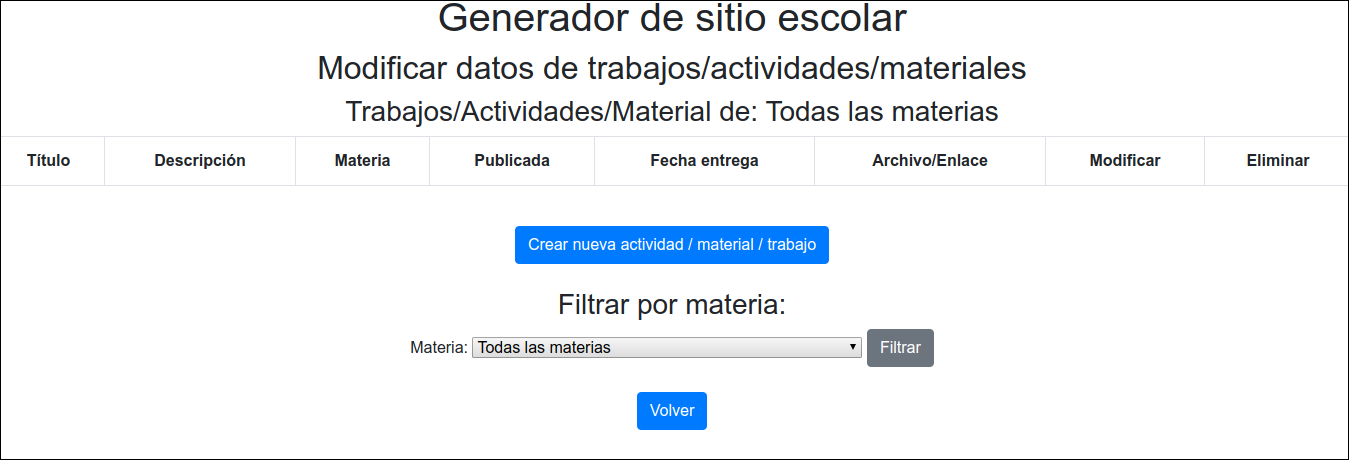 Generador de sitio escolar
Modificar datos de trabajos/actividades/materiales
Trabajos/Actividades/Material de: Todas las materias
Título Descripción Materia Publicada Fecha entrega Archivo/Enlace Modificar Eliminar
Crear nueva actividad / material / trabajo
Filtrar por materia:
Materia: Todas las materias Filtrar
Volver